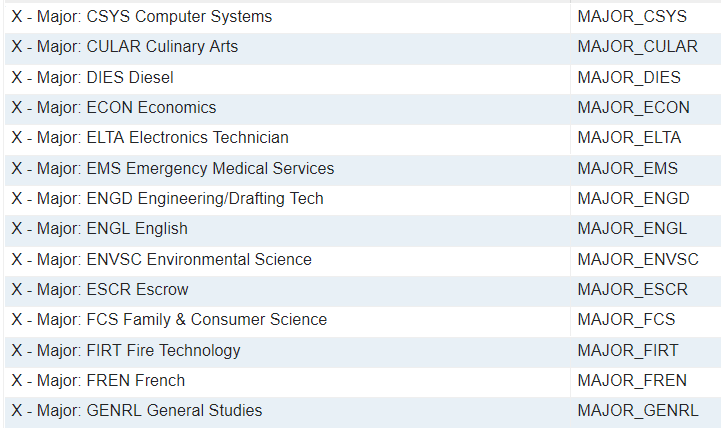 X - Major: CSYS Computer Systems MAJOR_CSYS
X - Major: CULAR Culinary Arts MAJOR_CULAR
X - Major: DIES Diesel MAJOR_DIES
X - Major: ECON Economics MAJOR_ECON
X - Major: ELTA Electronics Technician MAJOR_ELTA
X - Major: EMS Emergency Medical Services MAJOR_EMS
X - Major: ENGD Engineering/Drafting Tech MAJOR_ENGD
X - Major: ENGL English MAJOR_ENGL
X - Major: ENVSC Environmental Science MAJOR_ENVSC
X - Major: ESCR Escrow MAJOR_ESCR
X - Major: FCS Family & Consumer Science MAJOR_FCS
X - Major: FIRT Fire Technology MAJOR_FIRT
X - Major: FREN French MAJOR_FREN
X - Major: GENRL General Studies MAJOR_GENRL